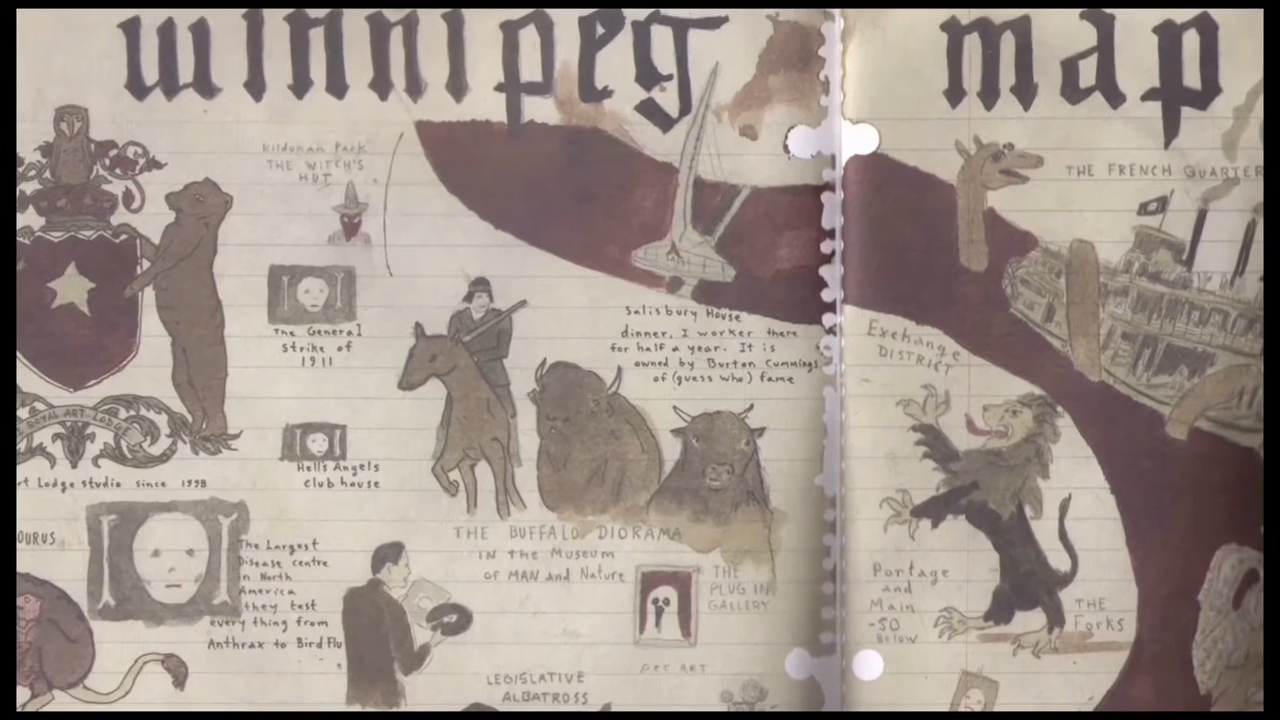 winnipeg map
Kildonan Park
THE WITCH'S
HUT
THE FRENCH QUARTER
The General
Strike of
1911
Salisbury House
dinner, I worker there
for half a year. It is
owned by Burton Cummings
of (guess who) fame
Exchange
DISTRICT
ROYAL ART LODGE
rt Lodge studio since 1998
Hell's Angels
club house
OURUS
The Largest
Disease centre
in North
America
they test
every thing from
Anthrax to Bird Flu
THE BUFFALO DIORAMA
IN the Museum
OF MAN and Nature
THE
PLUG IN
GALLERY
Portage
and
Main
-50
Below
THE
Forks
LEGISLATIVE
ALBATROSS